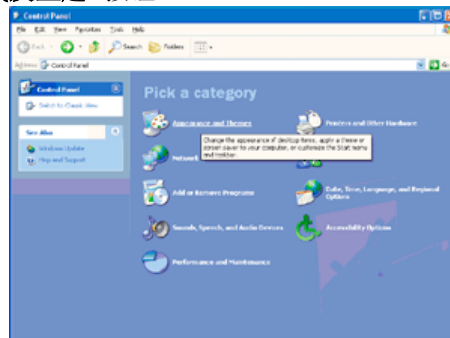 Control Panel
File Edit View Favorites Tools Help
Back Search Folders
Address Control Panel Go
Control Panel
Switch to Classic View
See Also
Windows Update
Help and Support
Pick a category
Appearance and Themes
Printers and Other Hardware
Change the appearance of desktop items, apply a theme or
screen saver to your computer, or customize the Start menu
and taskbar.
Network
Add or Remove Programs
Date, Time, Language, and Regional
Options
Sounds, Speech, and Audio Devices
Accessibility Options
Performance and Maintenance